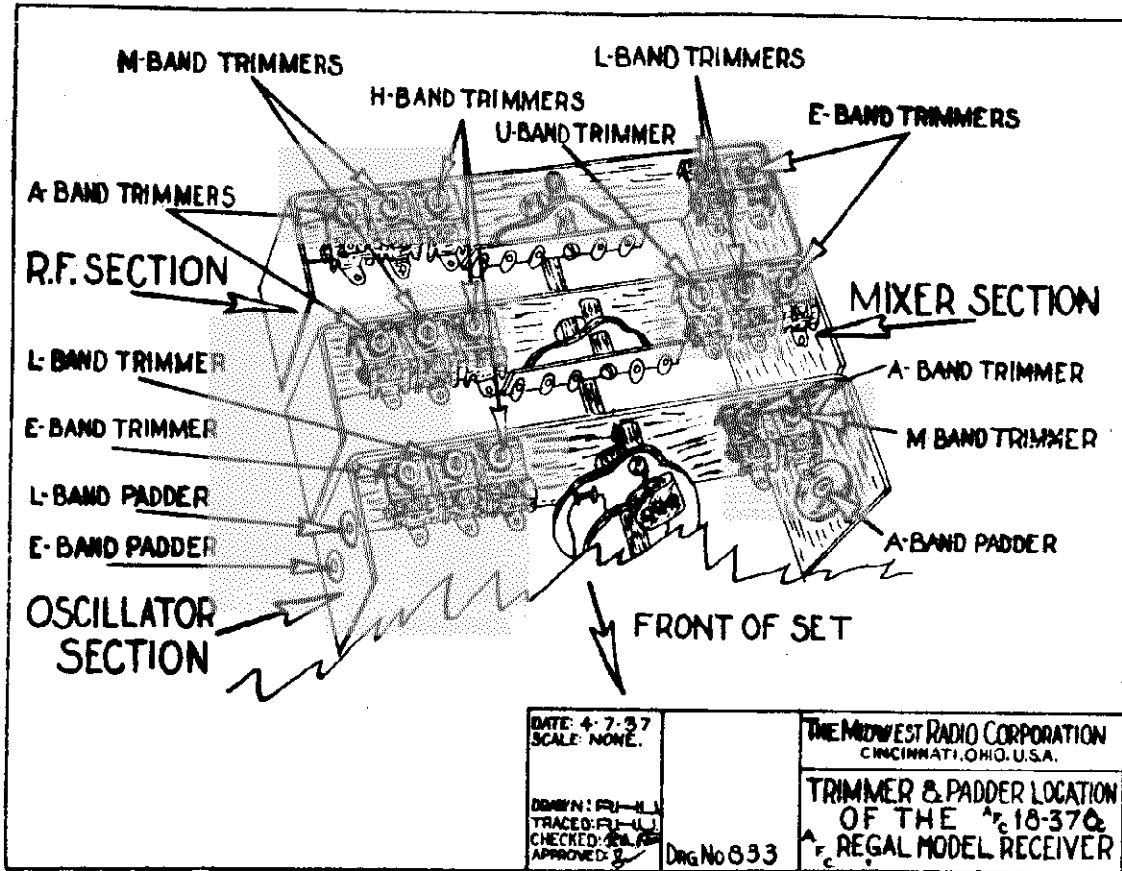 M-BAND TRIMMERS
L-BAND TRIMMERS
H-BAND TRIMMERS
U-BAND TRIMMER
E-BAND TRIMMERS
A-BAND TRIMMERS
R.F. SECTION
MIXER SECTION
L-BAND TRIMMER
A-BAND TRIMMER
E-BAND TRIMMER
M BAND TRIMMER
L-BAND PADDER
E-BAND PADDER
A-BAND PADDER
OSCILLATOR
SECTION
FRONT OF SET
DATE: 4-7-37
SCALE: NONE.
DRAWN:
TRACED:
CHECKED:
APPROVED:
DRG No 833
THE MIDWEST RADIO CORPORATION
CINCINNATI, OHIO. U.S.A.
TRIMMER & PADDER LOCATION
OF THE AFC 18-37 &
AFC REGAL MODEL RECEIVER